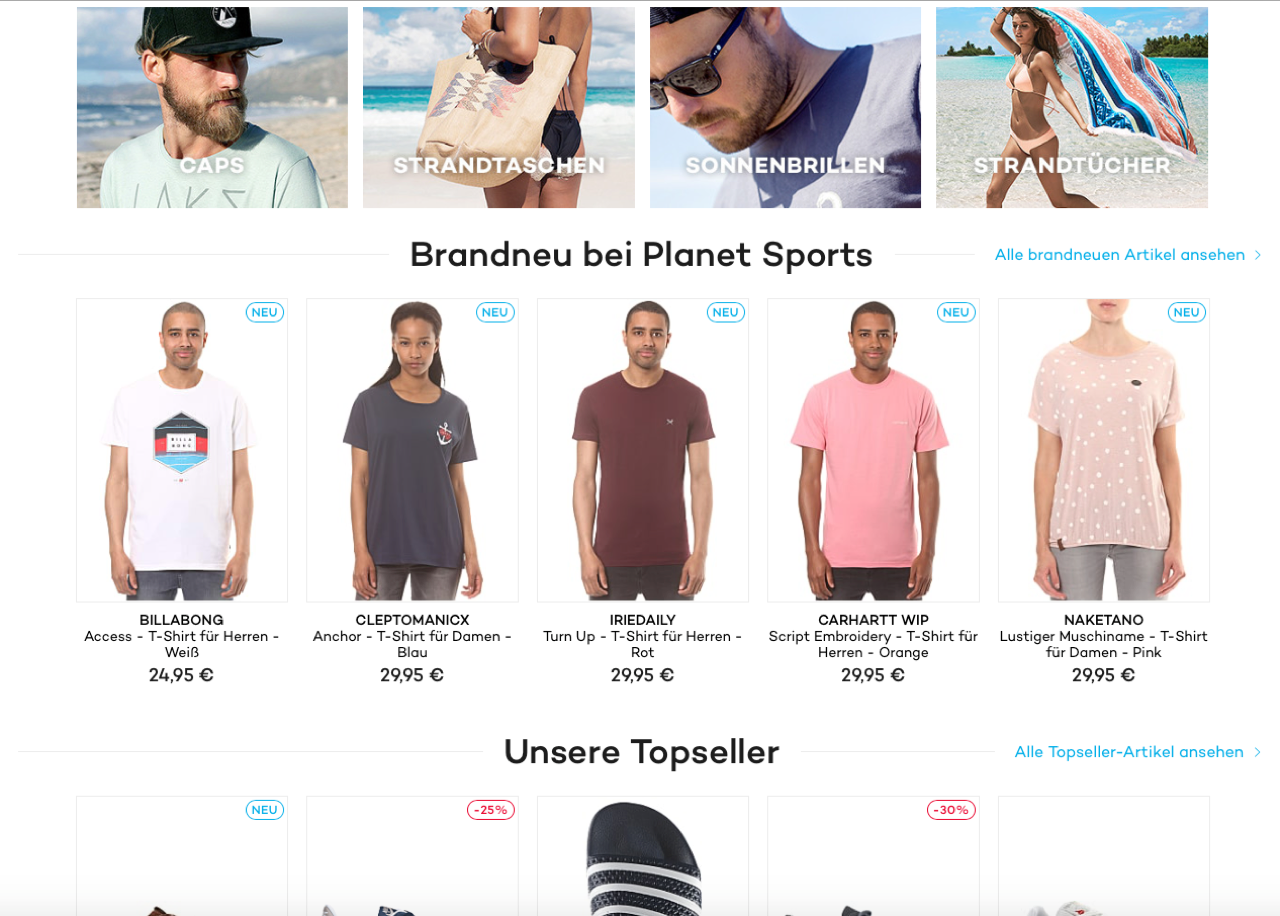 CAPS
STRANDTASCHEN
SONNENBRILLEN
STRANDTÜCHER
Brandneu bei Planet Sports
Alle brandneuen Artikel ansehen
NEU
NEU
NEU
NEU
NEU
BILLA
BONG
BILLABONG
Access - T-Shirt für Herren -
Weiß
24,95 €
CLEPTOMANICX
Anchor - T-Shirt für Damen -
Blau
29,95 €
IRIEDAILY
Turn Up - T-Shirt für Herren -
Rot
29,95 €
CARHARTT WIP
Script Embroidery - T-Shirt für
Herren - Orange
29,95 €
NAKETANO
Lustiger Muschiname - T-Shirt
für Damen - Pink
29,95 €
Unsere Topseller
Alle Topseller-Artikel ansehen
NEU
-25%
-30%